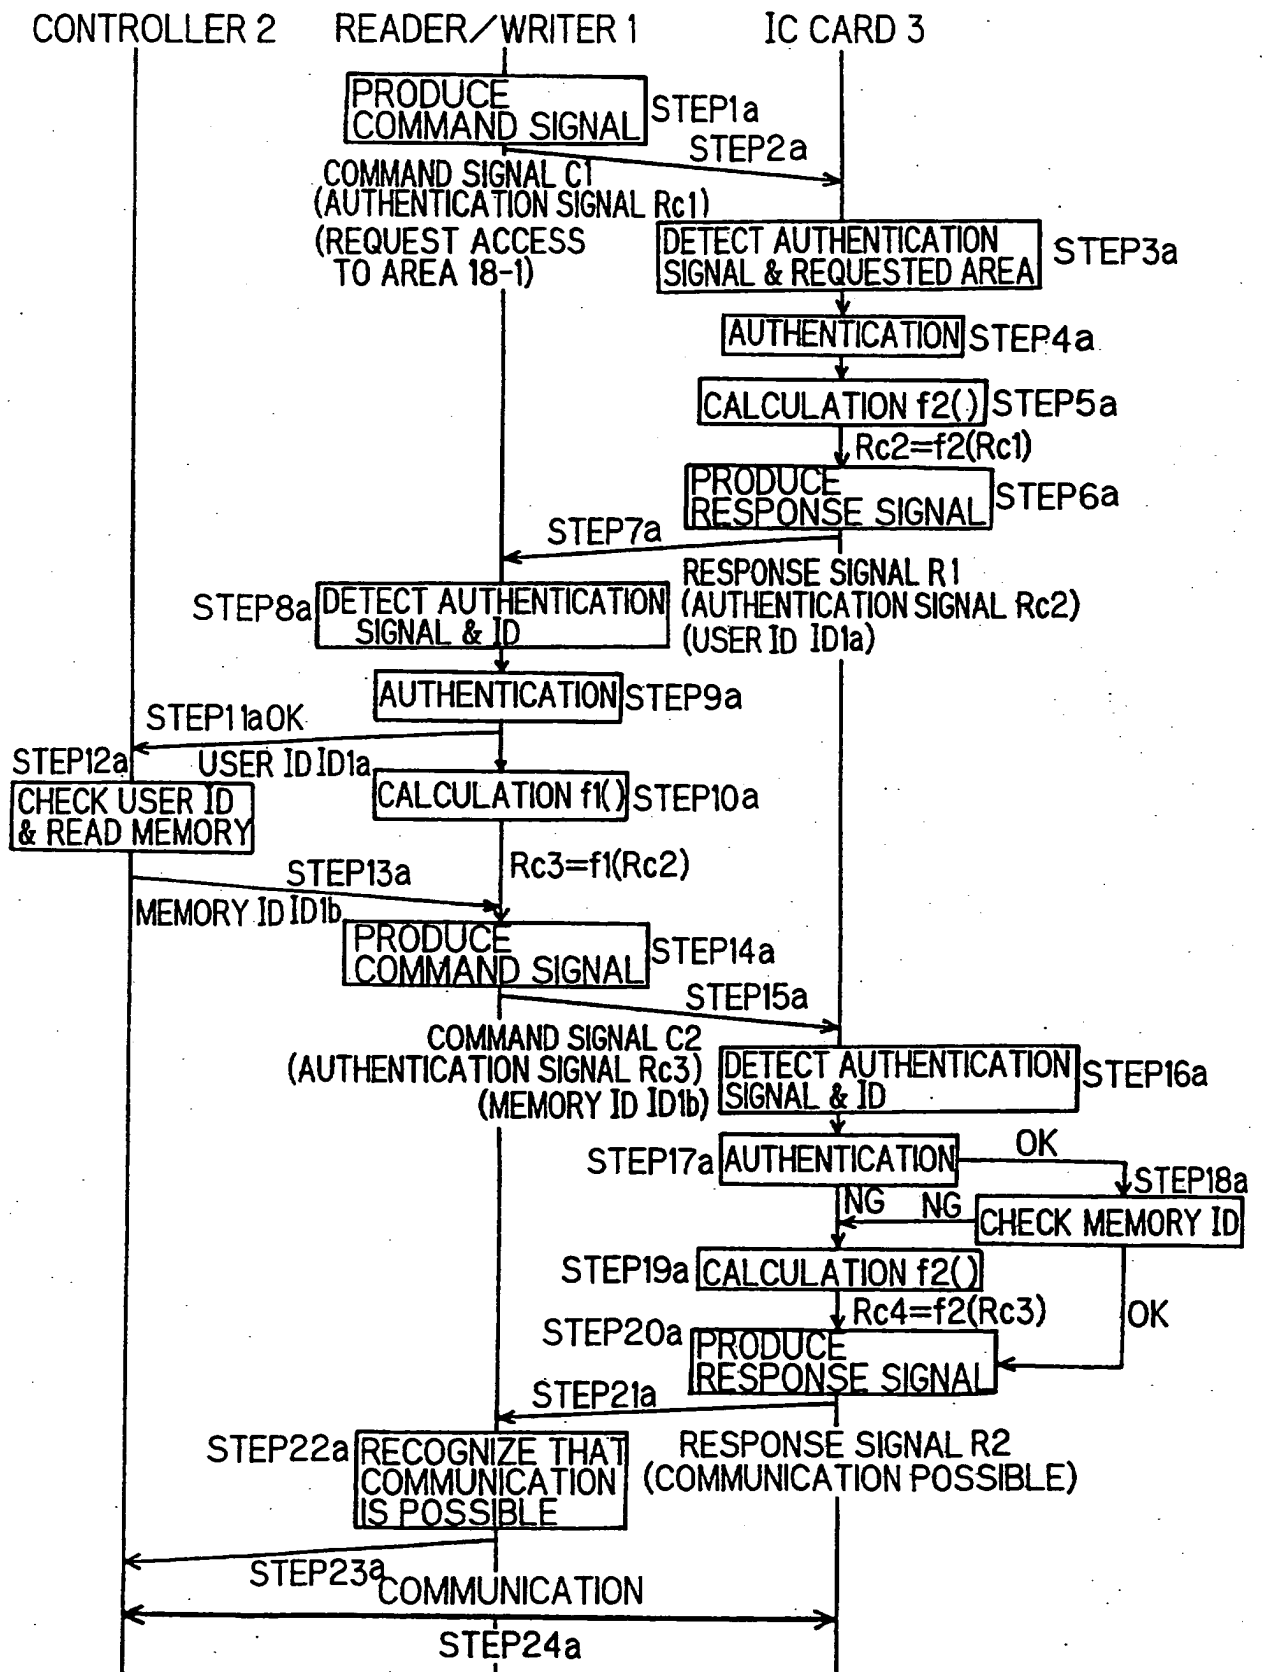 CONTROLLER 2
READER/WRITER 1
IC CARD 3
PRODUCE
COMMAND SIGNAL
STEP1a
STEP2a
COMMAND SIGNAL C1
(AUTHENTICATION SIGNAL Rc1)
(REQUEST ACCESS
TO AREA 18-1)
DETECT AUTHENTICATION
SIGNAL & REQUESTED AREA
STEP3a
AUTHENTICATION
STEP4a
CALCULATION f2()
STEP5a
Rc2=f2(Rc1)
PRODUCE
RESPONSE SIGNAL
STEP6a
STEP7a
RESPONSE SIGNAL R1
(AUTHENTICATION SIGNAL Rc2)
(USER ID ID1a)
STEP8a
DETECT AUTHENTICATION
SIGNAL & ID
AUTHENTICATION
STEP9a
STEP11a OK
USER ID ID1a
STEP12a
CHECK USER ID
& READ MEMORY
CALCULATION f1()
STEP10a
Rc3=f1(Rc2)
STEP13a
MEMORY ID ID1b
PRODUCE
COMMAND SIGNAL
STEP14a
STEP15a
COMMAND SIGNAL C2
(AUTHENTICATION SIGNAL Rc3)
(MEMORY ID ID1b)
DETECT AUTHENTICATION
SIGNAL & ID
STEP16a
STEP17a
AUTHENTICATION
OK
STEP18a
NG
NG
CHECK MEMORY ID
STEP19a
CALCULATION f2()
Rc4=f2(Rc3)
OK
STEP20a
PRODUCE
RESPONSE SIGNAL
STEP21a
RESPONSE SIGNAL R2
(COMMUNICATION POSSIBLE)
STEP22a
RECOGNIZE THAT
COMMUNICATION
IS POSSIBLE
STEP23a
COMMUNICATION
STEP24a